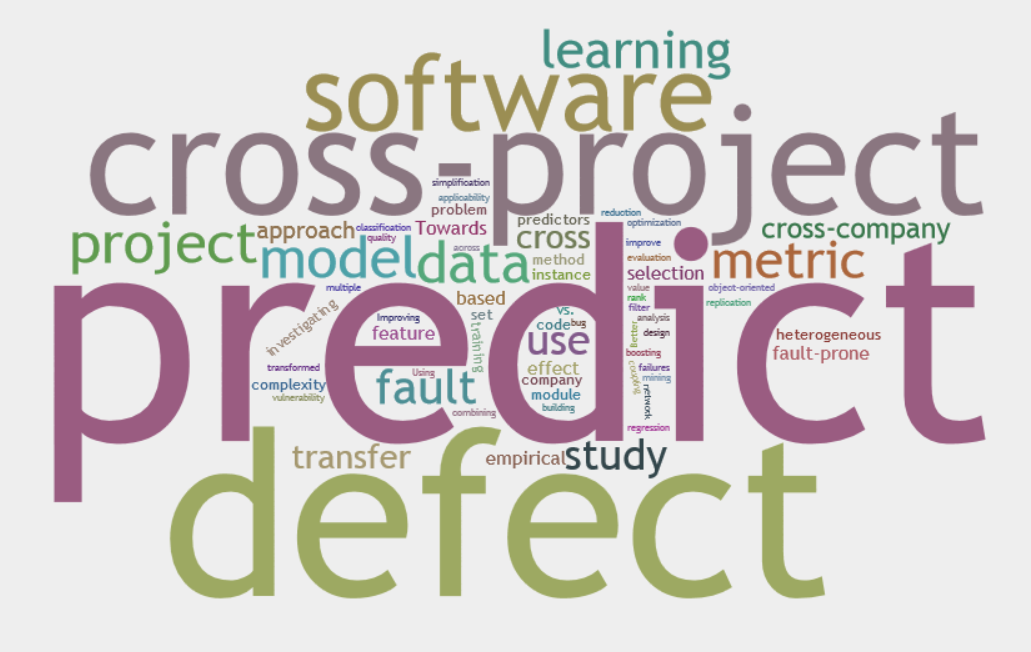 learning
software
cross-project
simplification
applicability
problem
predictors
reduction
optimization
project
approach
classification
quality
Towards
cross
cross-company
model
data
across
method
instance
improve
evaluation
selection
metric
predict
multiple
based
set
value
rank
filter
object-oriented
replication
investigating
Improving
feature
training
vs.
code
bug
use
Better
analysis
design
heterogeneous
fault-prone
transformed
complexity
vulnerability
Using
fault
combining
effect
company
module
building
boosting
failures
mining
network
regression
transfer
empirical
study
defect